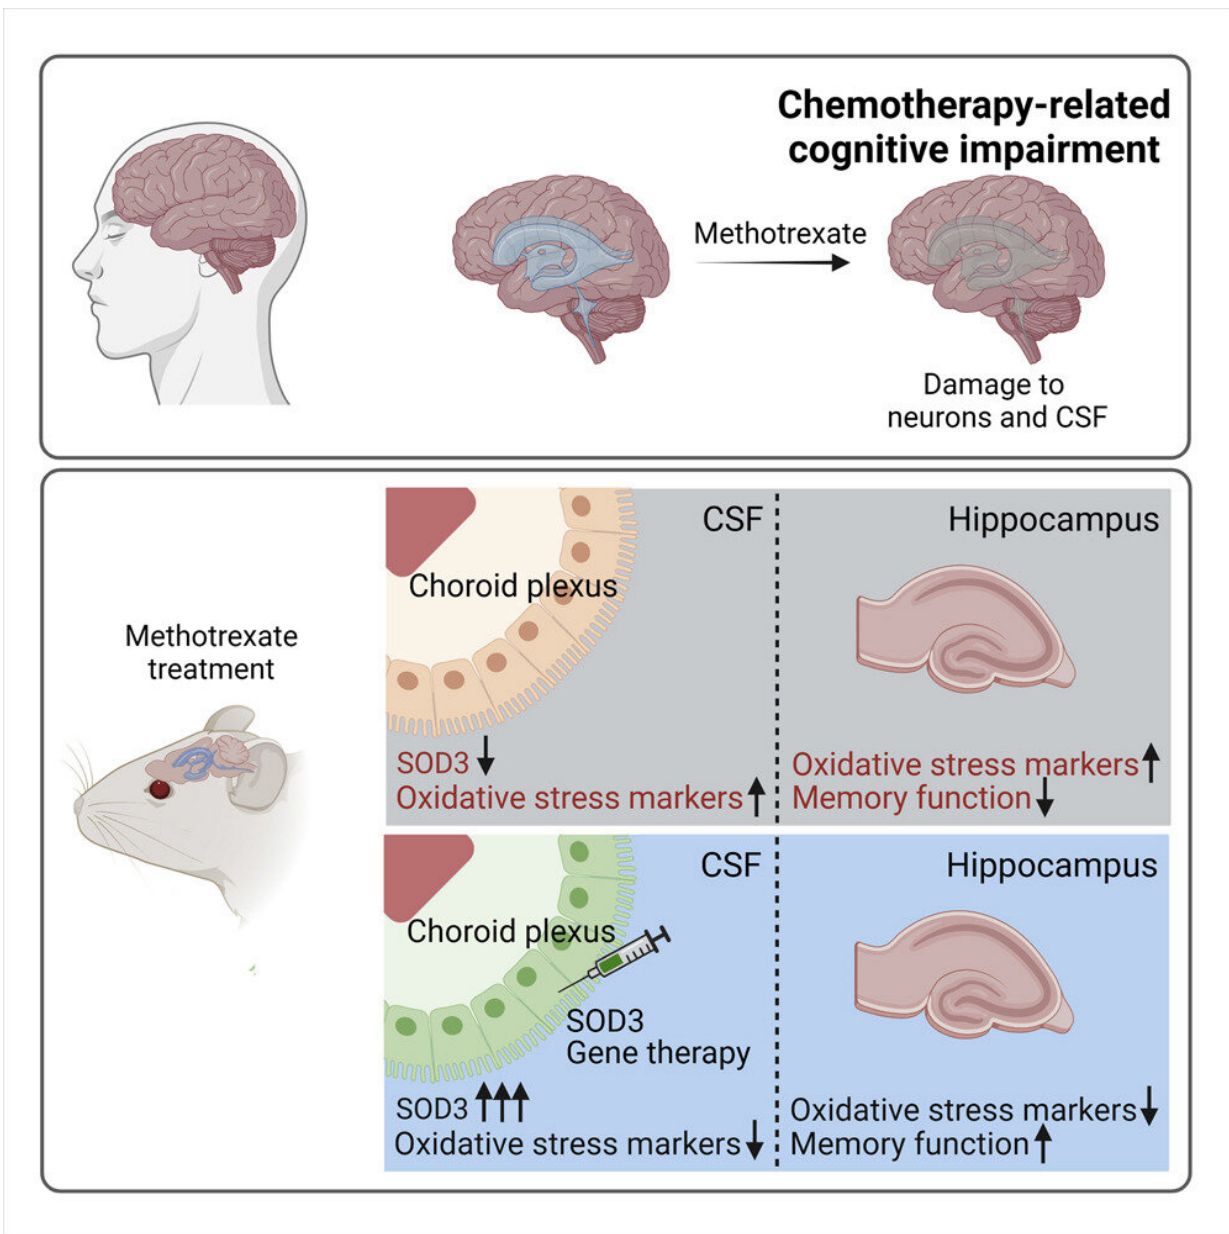 Chemotherapy-related
cognitive impairment
Methotrexate
Damage to
neurons and CSF
Methotrexate
treatment
CSF
Hippocampus
Choroid plexus
SOD3 ↓
Oxidative stress markers ↑
Oxidative stress markers ↑
Memory function ↓
CSF
Hippocampus
Choroid plexus
SOD3
Gene therapy
SOD3 ↑↑↑
Oxidative stress markers ↓
Oxidative stress markers ↓
Memory function ↑